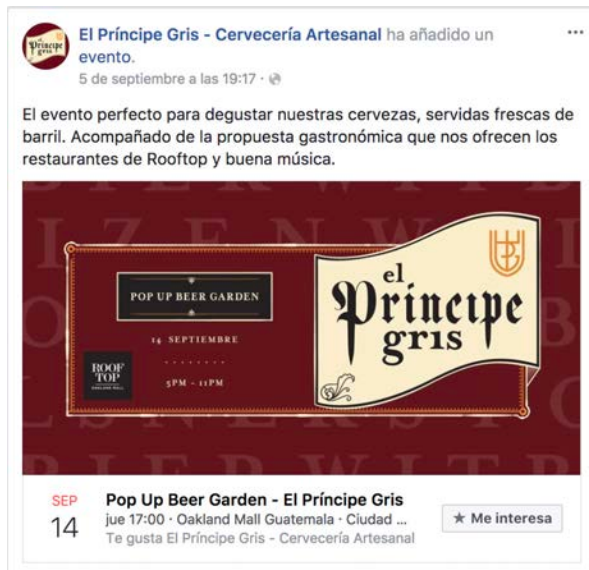 El Príncipe Gris - Cervecería Artesanal ha añadido un
evento.
5 de septiembre a las 19:17 ·
El evento perfecto para degustar nuestras cervezas, servidas frescas de
barril. Acompañado de la propuesta gastronómica que nos ofrecen los
restaurantes de Rooftop y buena música.
POP UP BEER GARDEN
14 SEPTIEMBRE
5PM - 11PM
ROOF
TOP
OAKLAND MALL
el
Príncipe
gris
SEP
14
Pop Up Beer Garden - El Príncipe Gris
jue 17:00 · Oakland Mall Guatemala · Ciudad ...
Te gusta El Príncipe Gris - Cervecería Artesanal
★ Me interesa